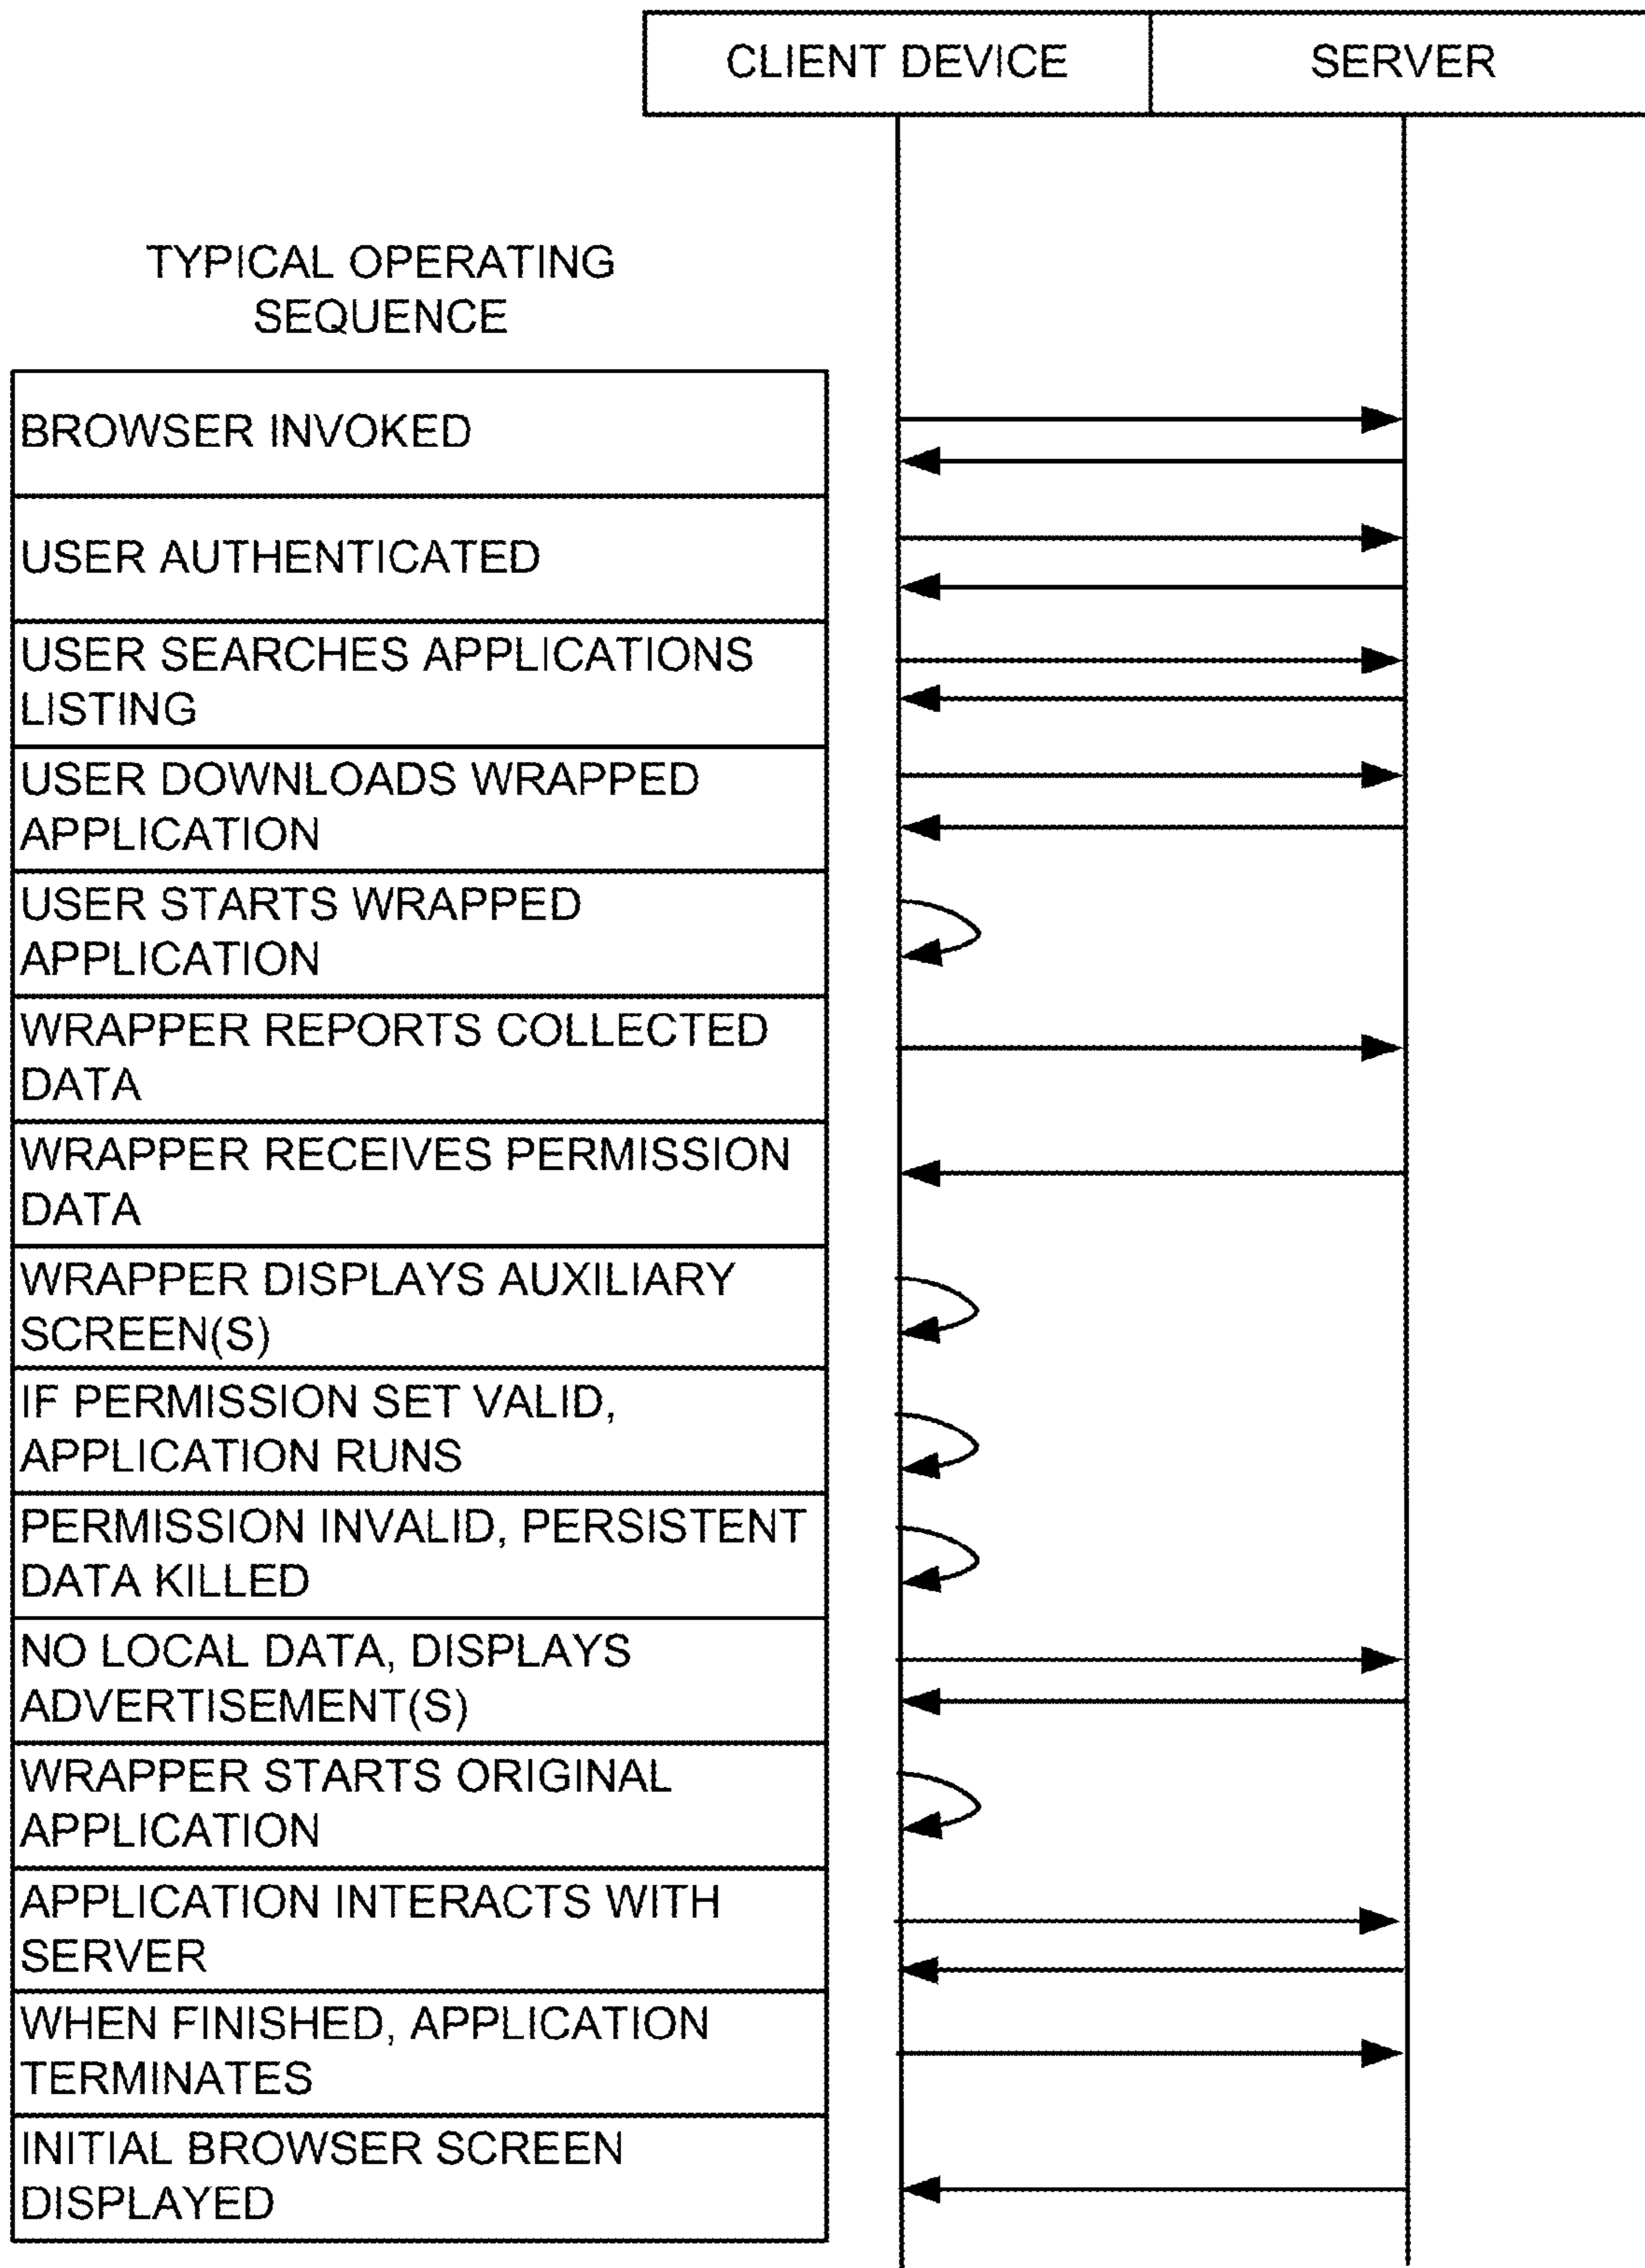 CLIENT DEVICE
SERVER
TYPICAL OPERATING
SEQUENCE
BROWSER INVOKED
USER AUTHENTICATED
USER SEARCHES APPLICATIONS
LISTING
USER DOWNLOADS WRAPPED
APPLICATION
USER STARTS WRAPPED
APPLICATION
WRAPPER REPORTS COLLECTED
DATA
WRAPPER RECEIVES PERMISSION
DATA
WRAPPER DISPLAYS AUXILIARY
SCREEN(S)
IF PERMISSION SET VALID,
APPLICATION RUNS
PERMISSION INVALID, PERSISTENT
DATA KILLED
NO LOCAL DATA, DISPLAYS
ADVERTISEMENT(S)
WRAPPER STARTS ORIGINAL
APPLICATION
APPLICATION INTERACTS WITH
SERVER
WHEN FINISHED, APPLICATION
TERMINATES
INITIAL BROWSER SCREEN
DISPLAYED